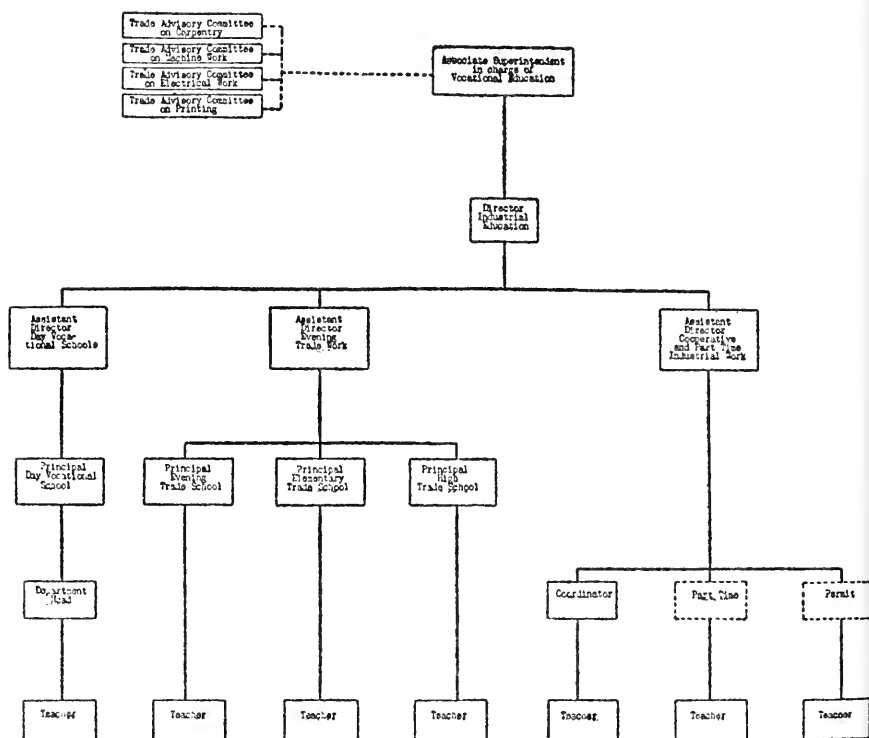 Trade Advisory Committee
on Carpentry
Trade Advisory Committee
on Machine Work
Trade Advisory Committee
on Electrical Work
Trade Advisory Committee
on Printing
Associate Superintendent
in charge of
Vocational Education
Director
Industrial
Education
Assistant
Director
Day Voca-
tional Schools
Assistant
Director
Evening
Trade Work
Assistant
Director
Cooperative
and Part Time
Industrial Work
Principal
Day Vocational
School
Principal
Evening
Trade School
Principal
Elementary
Trade School
Principal
High
Trade School
Department
Head
Coordinator
Part Time
Permit
Teacher
Teacher
Teacher
Teacher
Teacher
Teacher
Teacher